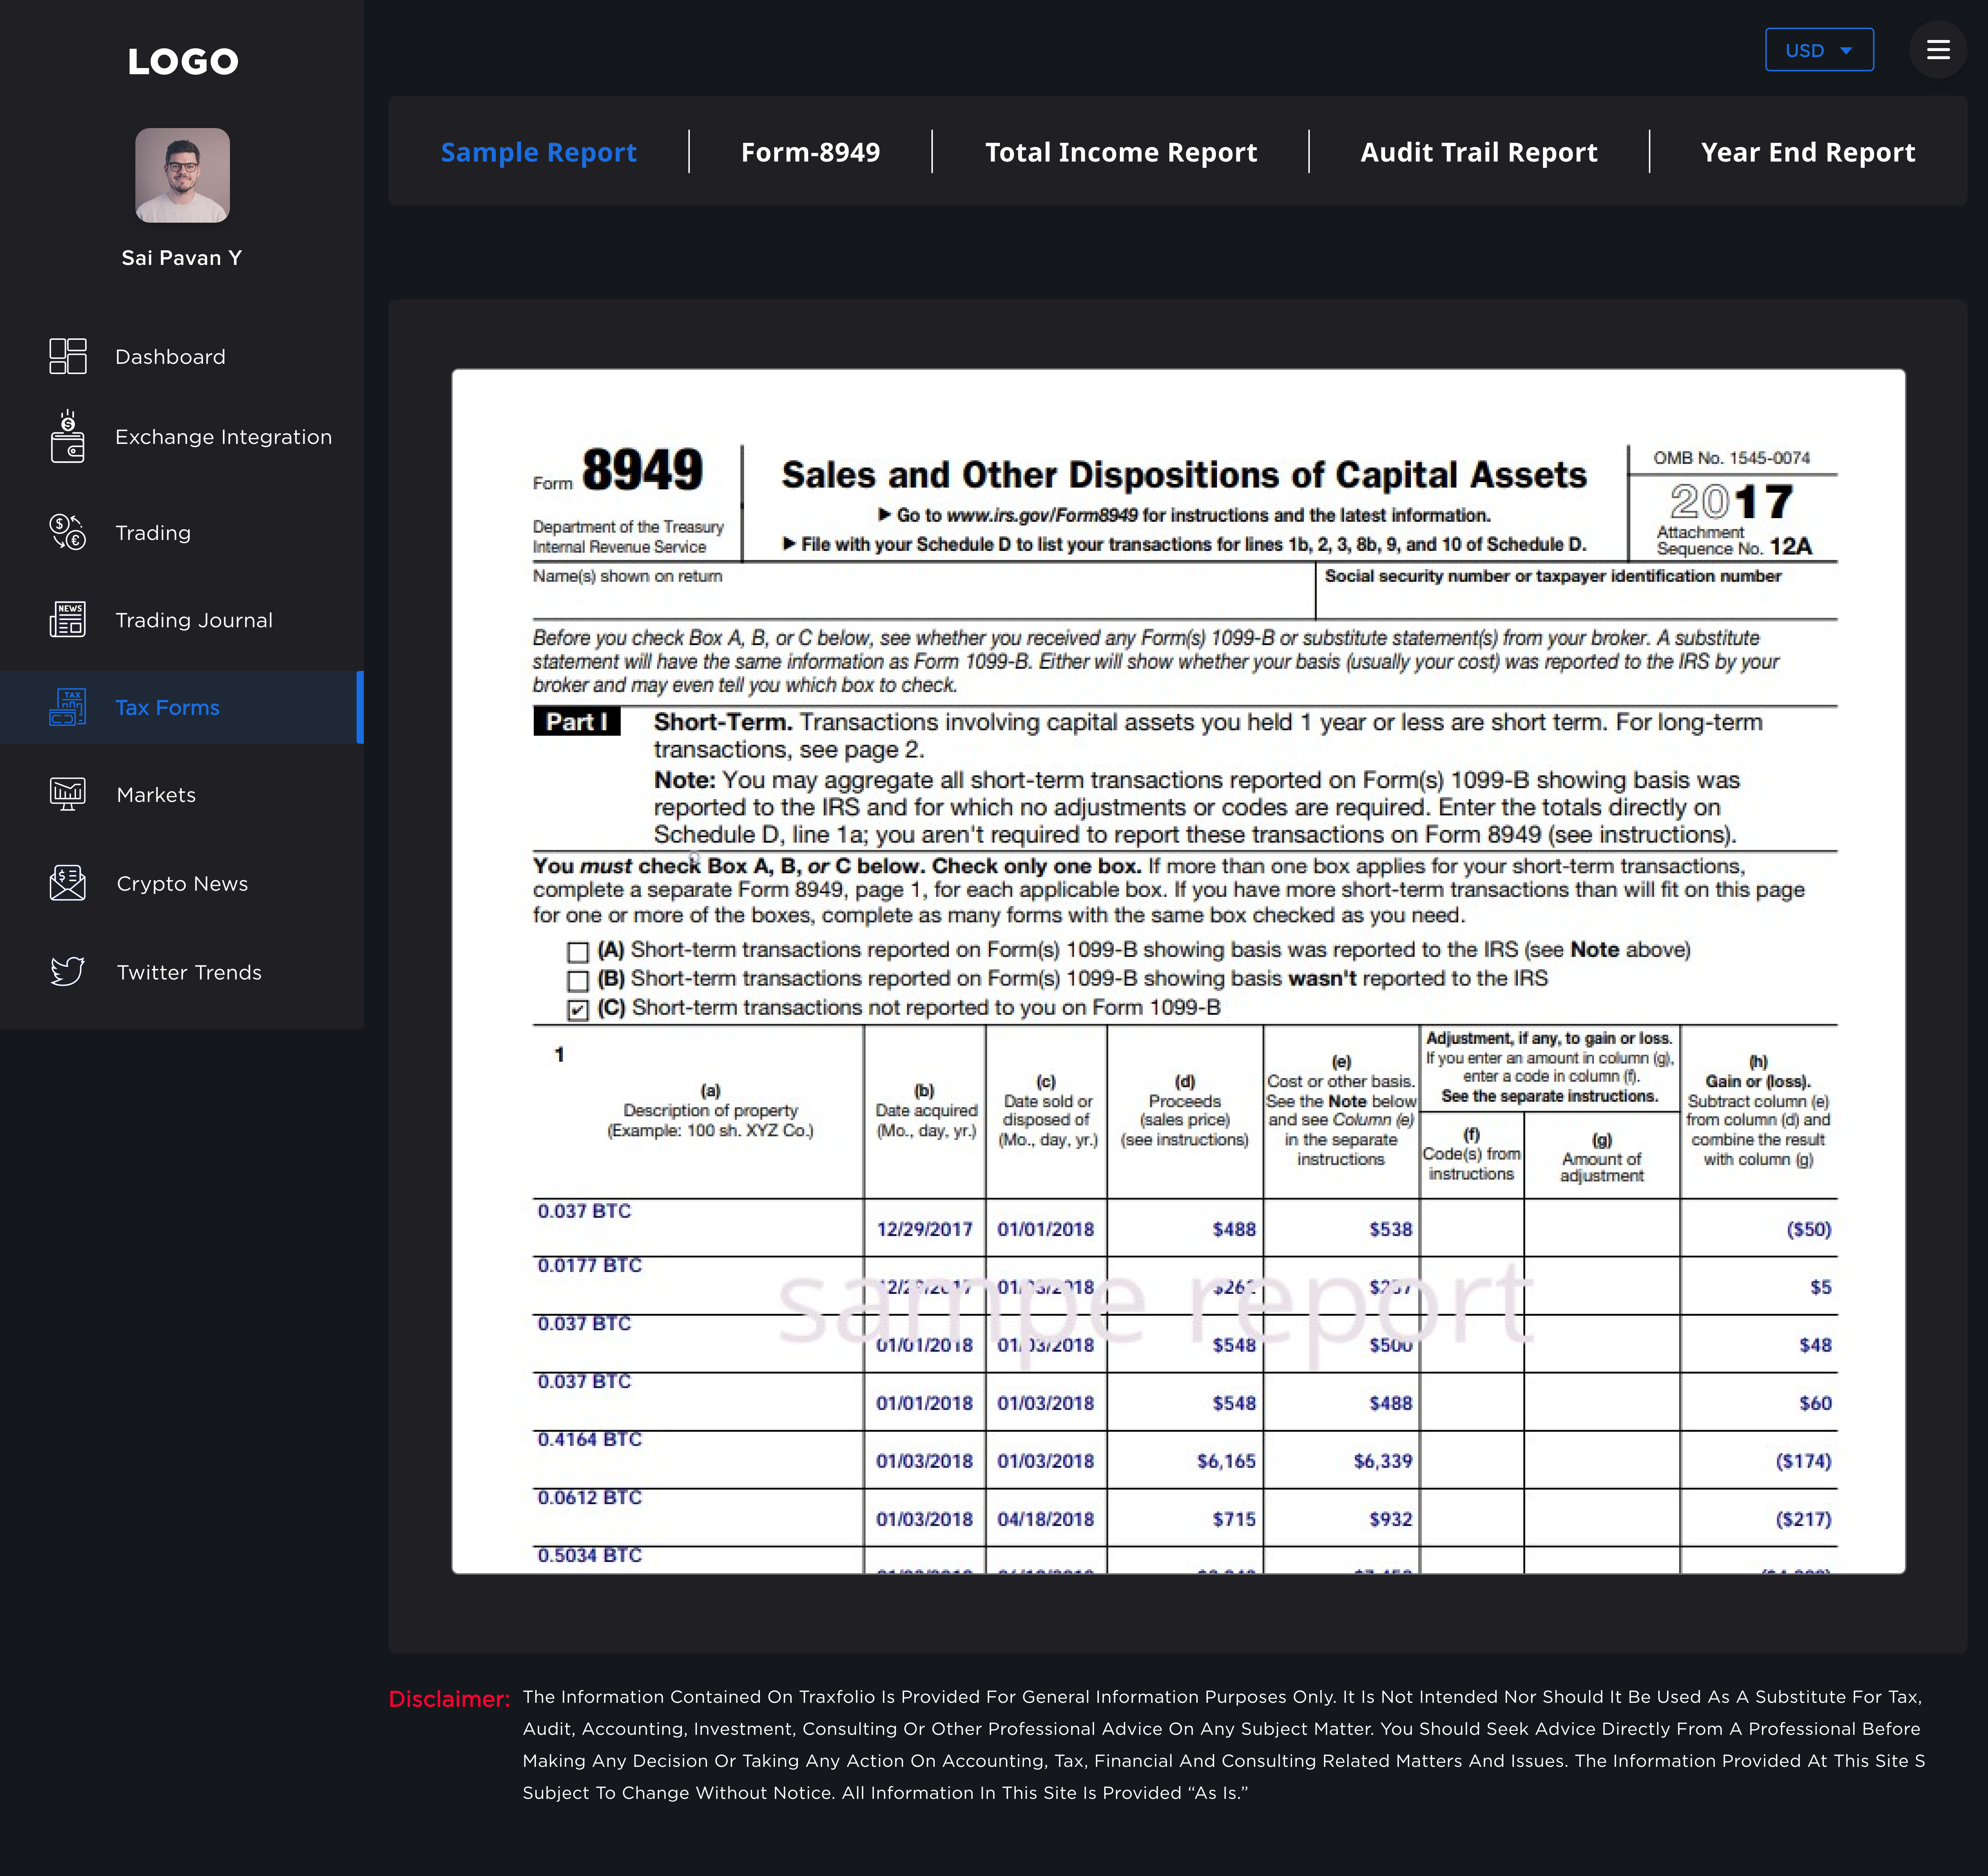 LOGO
USD
Sample Report
Form-8949
Total Income Report
Audit Trail Report
Year End Report
Sai Pavan Y
Dashboard
Exchange Integration
Trading
NEWS
Trading Journal
TAX
Tax Forms
Markets
Crypto News
Twitter Trends
Form 8949
Department of the Treasury
Internal Revenue Service
Sales and Other Dispositions of Capital Assets
▶ Go to www.irs.gov/Form8949 for instructions and the latest information.
▶ File with your Schedule D to list your transactions for lines 1b, 2, 3, 8b, 9, and 10 of Schedule D.
OMB No. 1545-0074
2017
Attachment
Sequence No. 12A
Name(s) shown on return
Social security number or taxpayer identification number
Before you check Box A, B, or C below, see whether you received any Form(s) 1099-B or substitute statement(s) from your broker. A substitute
statement will have the same information as Form 1099-B. Either will show whether your basis (usually your cost) was reported to the IRS by your
broker and may even tell you which box to check.
Part I
Short-Term. Transactions involving capital assets you held 1 year or less are short term. For long-term
transactions, see page 2.
Note: You may aggregate all short-term transactions reported on Form(s) 1099-B showing basis was
reported to the IRS and for which no adjustments or codes are required. Enter the totals directly on
Schedule D, line 1a; you aren't required to report these transactions on Form 8949 (see instructions).
You must check Box A, B, or C below. Check only one box. If more than one box applies for your short-term transactions,
complete a separate Form 8949, page 1, for each applicable box. If you have more short-term transactions than will fit on this page
for one or more of the boxes, complete as many forms with the same box checked as you need.
(A) Short-term transactions reported on Form(s) 1099-B showing basis was reported to the IRS (see Note above)
(B) Short-term transactions reported on Form(s) 1099-B showing basis wasn't reported to the IRS
(C) Short-term transactions not reported to you on Form 1099-B
1
(a)
Description of property
(Example: 100 sh. XYZ Co.)
(b)
Date acquired
(Mo., day, yr.)
(c)
Date sold or
disposed of
(Mo., day, yr.)
(d)
Proceeds
(sales price)
(see instructions)
(e)
Cost or other basis.
See the Note below
and see Column (e)
in the separate
instructions
Adjustment, if any, to gain or loss.
If you enter an amount in column (g),
enter a code in column (f).
See the separate instructions.
(f)
Code(s) from
instructions
(g)
Amount of
adjustment
(h)
Gain or (loss).
Subtract column (e)
from column (d) and
combine the result
with column (g)
0.037 BTC
12/29/2017 01/01/2018 $488 $538 ($50)
0.0177 BTC
$5
sampe report
0.037 BTC
01/01/2018 01/03/2018 $548 $500 $48
0.037 BTC
01/01/2018 01/03/2018 $548 $488 $60
0.4164 BTC
01/03/2018 01/03/2018 $6,165 $6,339 ($174)
0.0612 BTC
01/03/2018 04/18/2018 $715 $932 ($217)
0.5034 BTC
Disclaimer:
The Information Contained On Traxfolio Is Provided For General Information Purposes Only. It Is Not Intended Nor Should It Be Used As A Substitute For Tax,
Audit, Accounting, Investment, Consulting Or Other Professional Advice On Any Subject Matter. You Should Seek Advice Directly From A Professional Before
Making Any Decision Or Taking Any Action On Accounting, Tax, Financial And Consulting Related Matters And Issues. The Information Provided At This Site S
Subject To Change Without Notice. All Information In This Site Is Provided “As Is.”